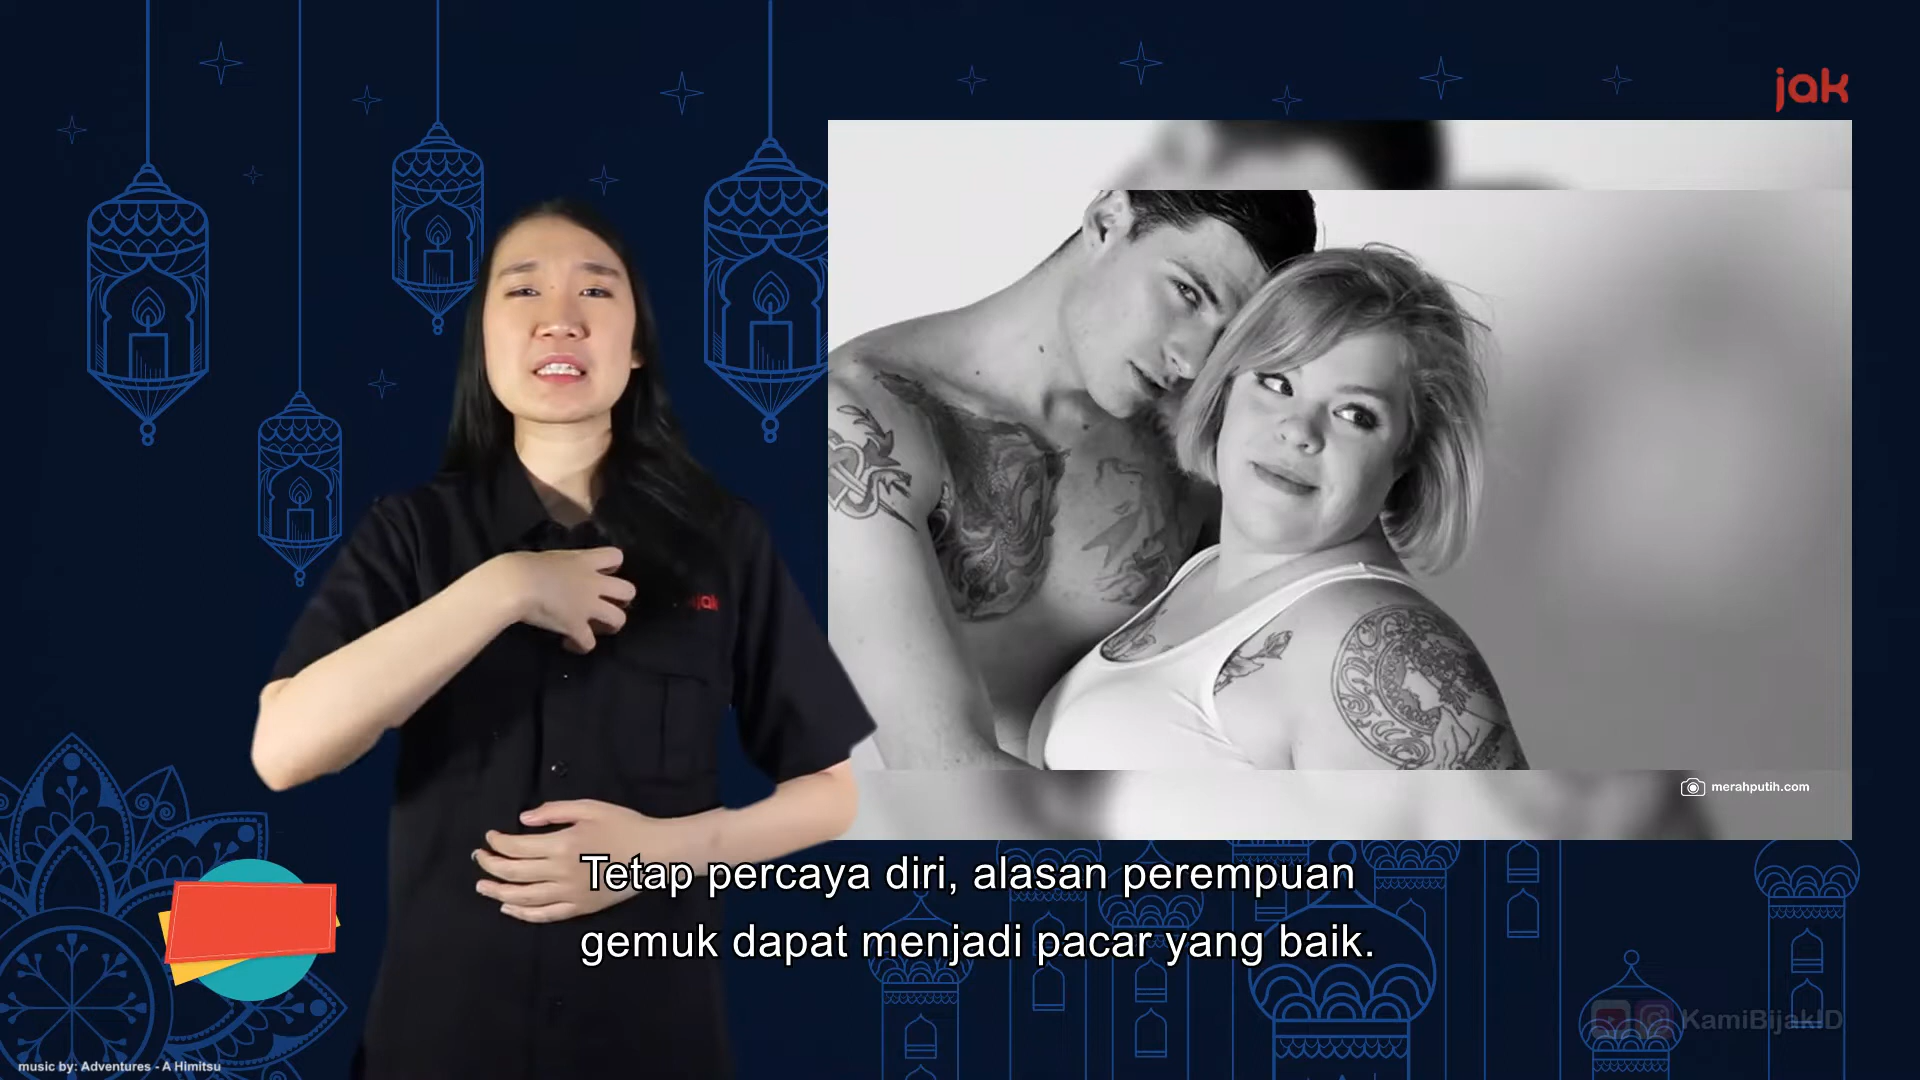 jak
jak
merahputih.com
Tetap percaya diri, alasan perempuan
gemuk dapat menjadi pacar yang baik.
KamiBijakID
music by: Adventures - A Himitsu